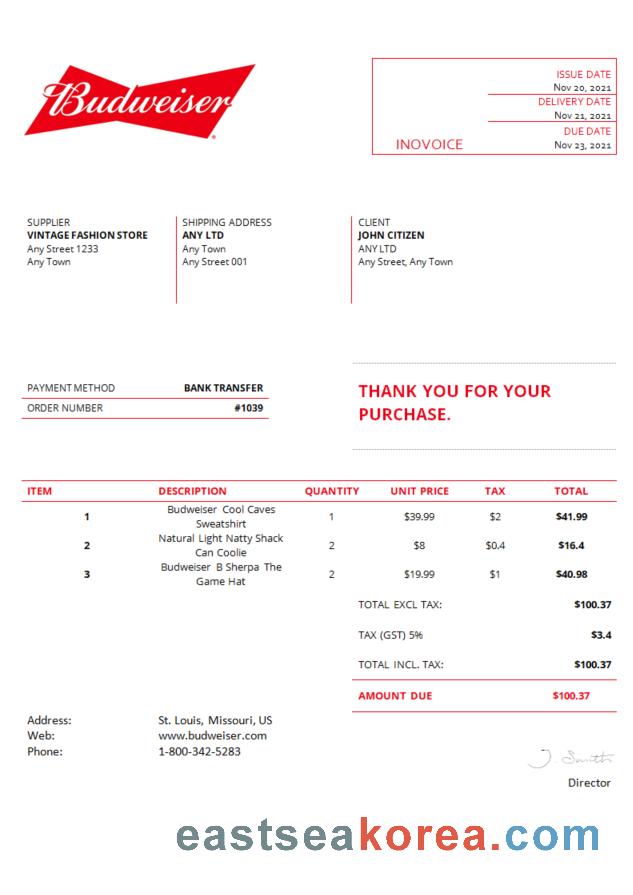 Budweiser
ISSUE DATE
Nov 20, 2021
DELIVERY DATE
Nov 21, 2021
DUE DATE
INOVOICE Nov 23, 2021
SUPPLIER SHIPPING ADDRESS CLIENT
VINTAGE FASHION STORE ANY LTD JOHN CITIZEN
Any Street 1233 Any Town ANY LTD
Any Town Any Street 001 Any Street, Any Town
PAYMENT METHOD BANK TRANSFER
ORDER NUMBER #1039
THANK YOU FOR YOUR
PURCHASE.
ITEM DESCRIPTION QUANTITY UNIT PRICE TAX TOTAL
1 Budweiser Cool Caves Sweatshirt 1 $39.99 $2 $41.99
2 Natural Light Natty Shack Can Coolie 2 $8 $0.4 $16.4
3 Budweiser B Sherpa The Game Hat 2 $19.99 $1 $40.98
TOTAL EXCL TAX: $100.37
TAX (GST) 5% $3.4
TOTAL INCL. TAX: $100.37
AMOUNT DUE $100.37
Address: St. Louis, Missouri, US
Web: www.budweiser.com
Phone: 1-800-342-5283
J. Smith
Director
eastseakorea.com